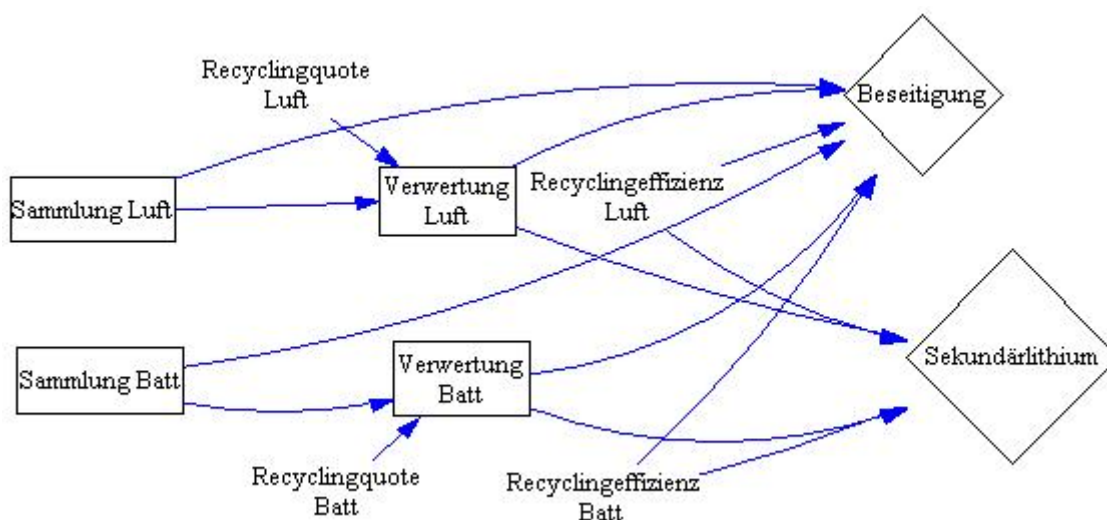 Recyclingquote
Luft
Beseitigung
Sammlung Luft
Verwertung
Luft
Recyclingeffizienz
Luft
Sammlung Batt
Verwertung
Batt
Sekundärlithium
Recyclingquote
Batt
Recyclingeffizienz
Batt